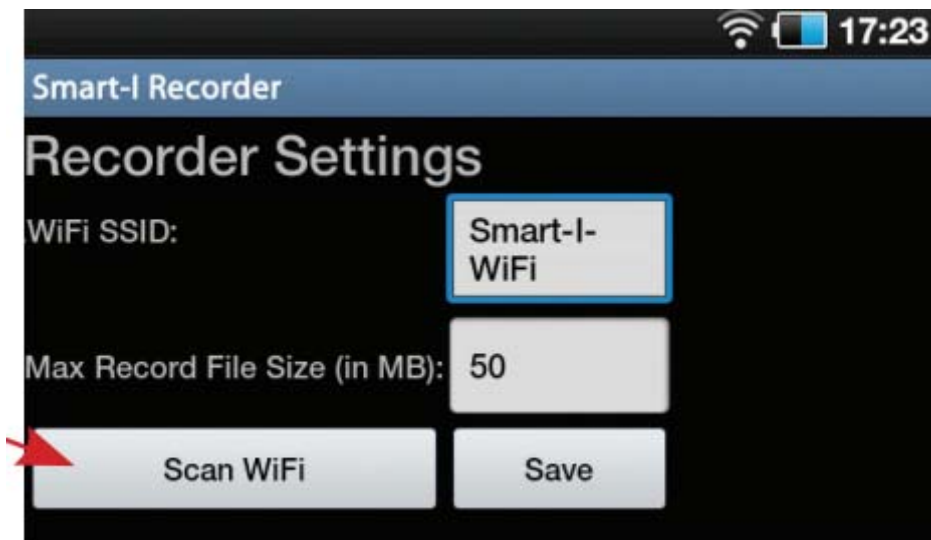 17:23
Smart-I Recorder
Recorder Settings
WiFi SSID:
Smart-I-
WiFi
Max Record File Size (in MB):
50
Scan WiFi
Save